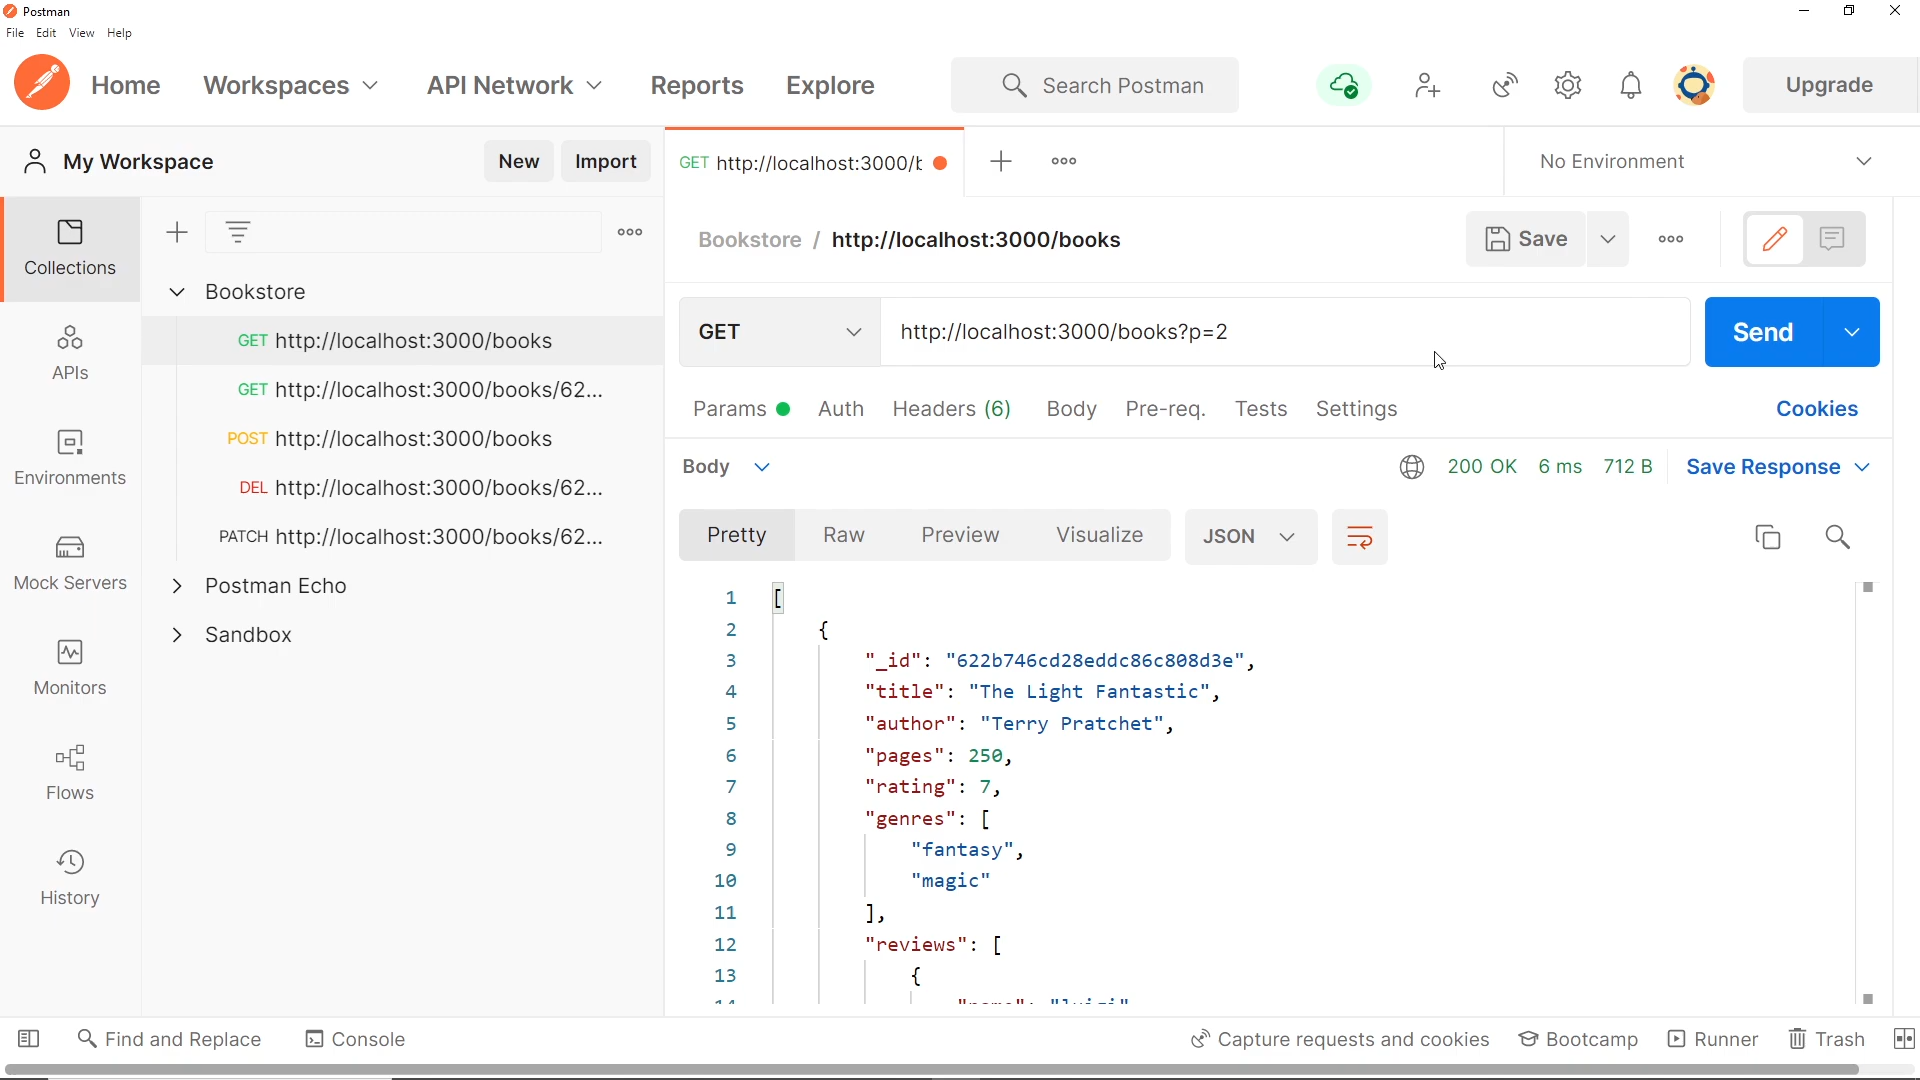 Postman
File Edit View Help
Home Workspaces API Network Reports Explore Search Postman Upgrade
My Workspace New Import GET http://localhost:3000/b No Environment
Collections
Bookstore / http://localhost:3000/books Save
Bookstore
GET http://localhost:3000/books
GET http://localhost:3000/books?p=2 Send
APIs
GET http://localhost:3000/books/62...
Params Auth Headers (6) Body Pre-req. Tests Settings Cookies
POST http://localhost:3000/books
Environments
Body 200 OK 6 ms 712 B Save Response
DEL http://localhost:3000/books/62...
PATCH http://localhost:3000/books/62...
Pretty Raw Preview Visualize JSON
Mock Servers
Postman Echo
Sandbox
Monitors
Flows
History
1 [
2 {
3 "_id": "622b746cd28eddc86c808d3e",
4 "title": "The Light Fantastic",
5 "author": "Terry Pratchet",
6 "pages": 250,
7 "rating": 7,
8 "genres": [
9 "fantasy",
10 "magic"
11 ],
12 "reviews": [
13 {
14 "name": "luigi"
Find and Replace Console Capture requests and cookies Bootcamp Runner Trash